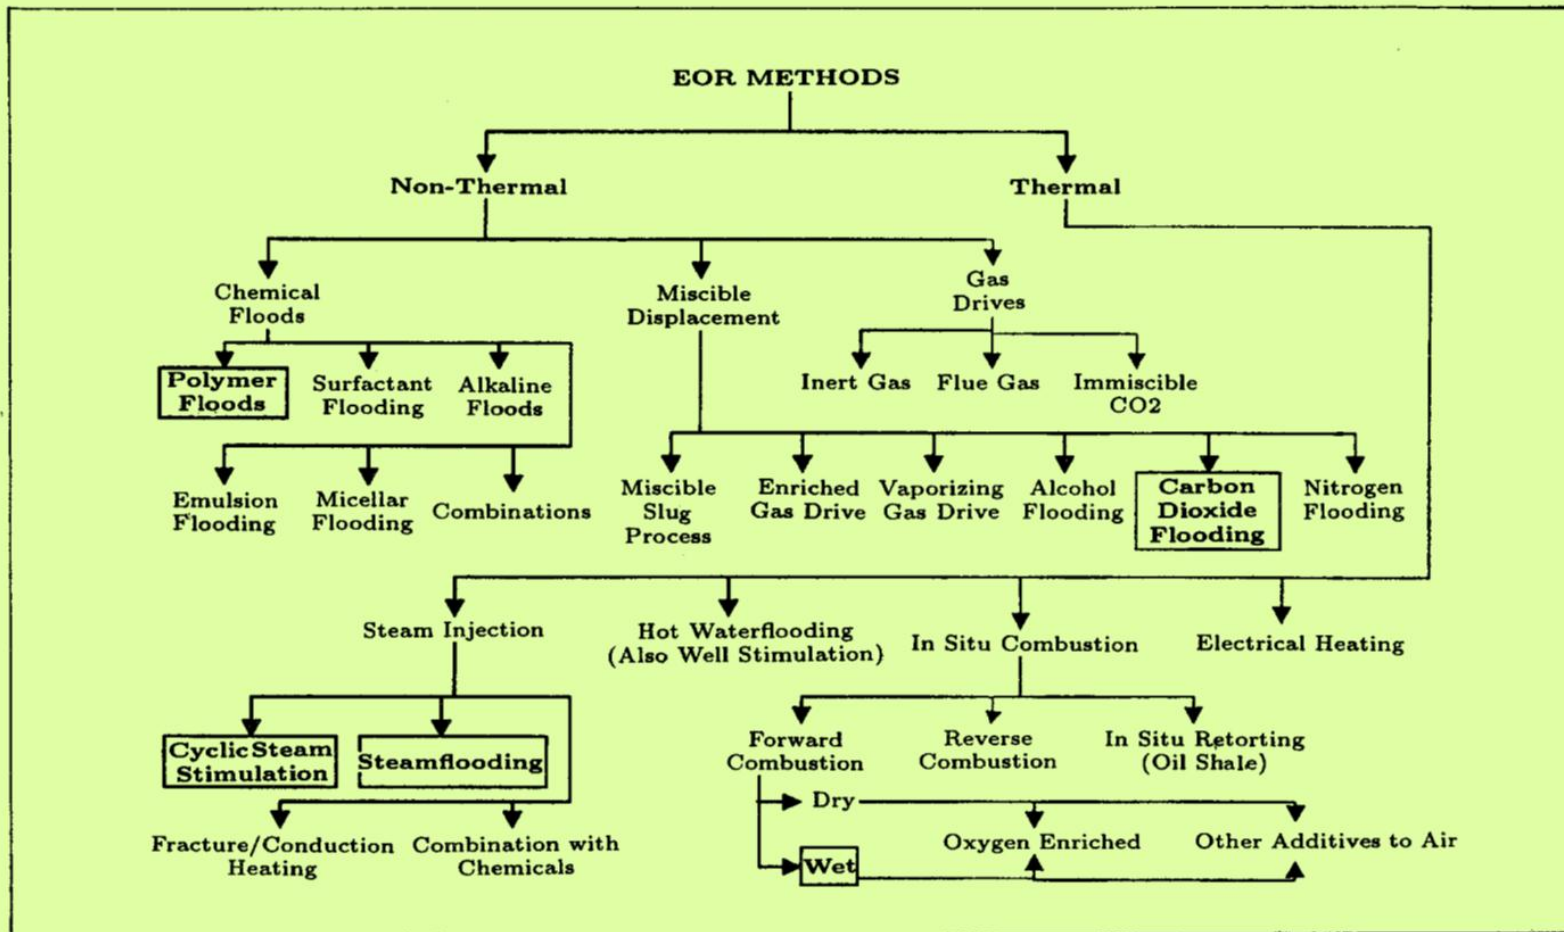 EOR METHODS
Non-Thermal
Thermal
Chemical
Floods
Miscible
Displacement
Gas
Drives
Polymer
Floods
Surfactant
Flooding
Alkaline
Floods
Inert Gas
Flue Gas
Immiscible
CO2
Emulsion
Flooding
Micellar
Flooding
Combinations
Miscible
Slug
Process
Enriched
Gas Drive
Vaporizing
Gas Drive
Alcohol
Flooding
Carbon
Dioxide
Flooding
Nitrogen
Flooding
Steam Injection
Hot Waterflooding
(Also Well Stimulation)
In Situ Combustion
Electrical Heating
Cyclic Steam
Stimulation
Steamflooding
Forward
Combustion
Reverse
Combustion
In Situ Retorting
(Oil Shale)
Dry
Fracture/Conduction
Heating
Combination with
Chemicals
Oxygen Enriched
Other Additives to Air
Wet